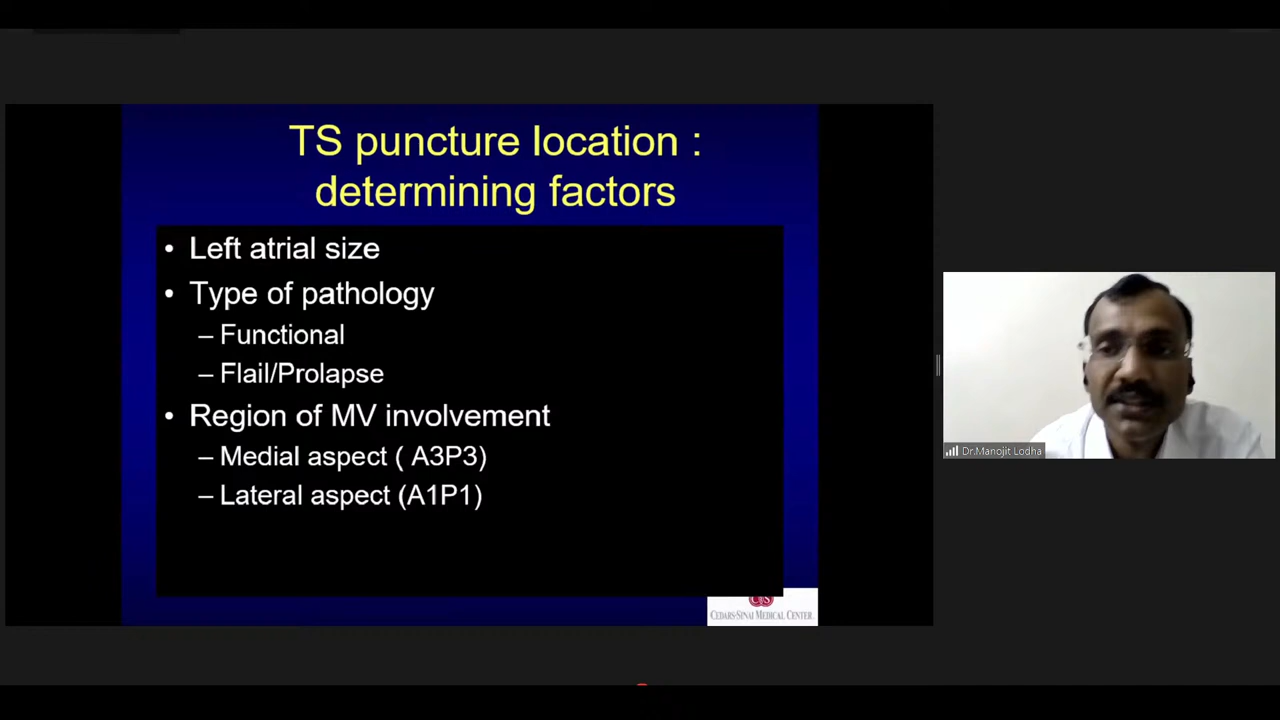 TS puncture location :
determining factors
• Left atrial size
• Type of pathology
– Functional
– Flail/Prolapse
• Region of MV involvement
– Medial aspect ( A3P3)
– Lateral aspect (A1P1)
CEDARS-SINAI MEDICAL CENTER
Dr.Manojit Lodha